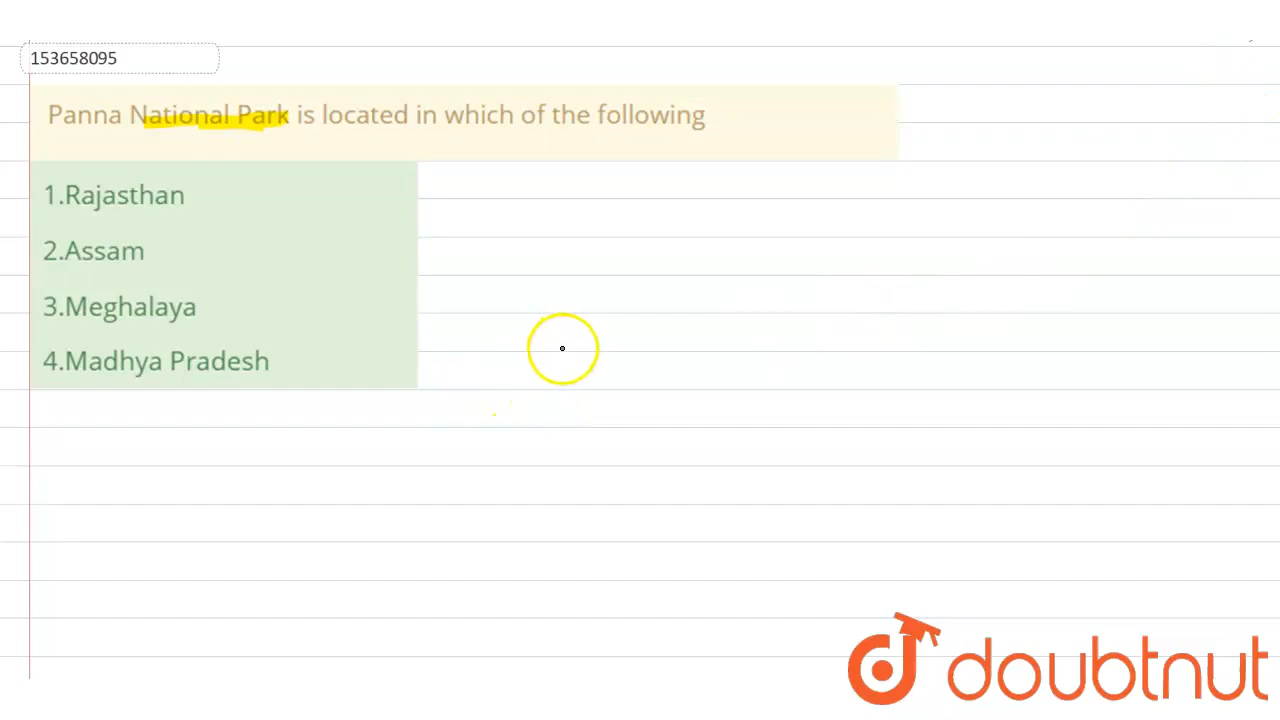 153658095
Panna National Park is located in which of the following
1.Rajasthan
2.Assam
3.Meghalaya
4.Madhya Pradesh
doubtnut